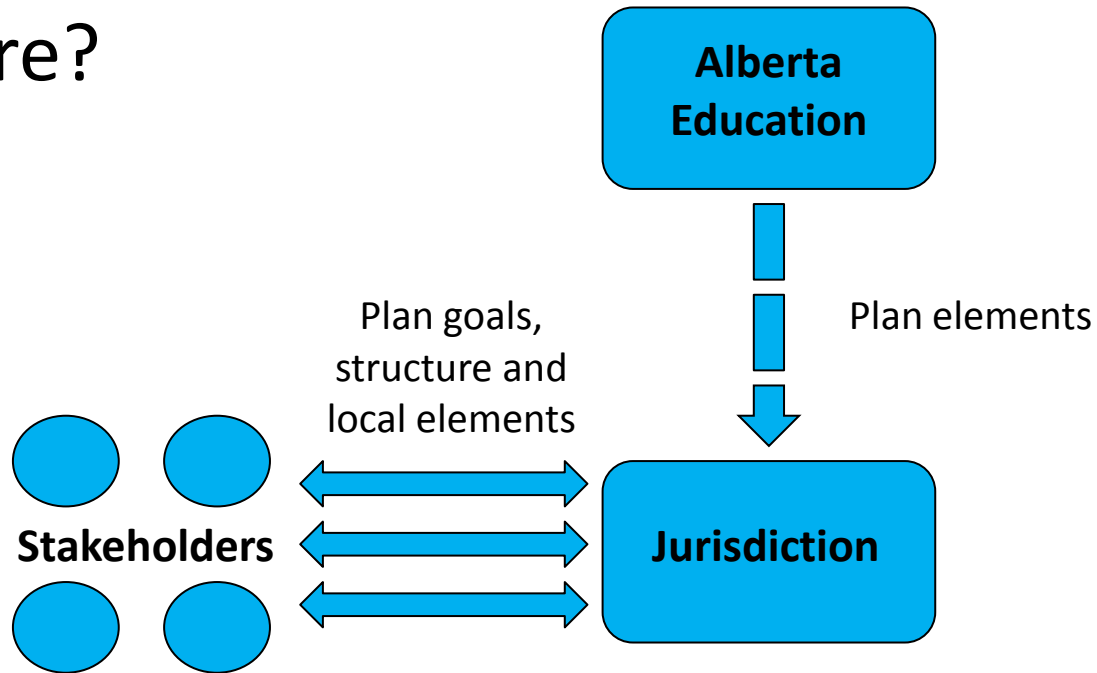 re?
Alberta
Education
Plan goals,
structure and
local elements
Plan elements
Stakeholders
Jurisdiction